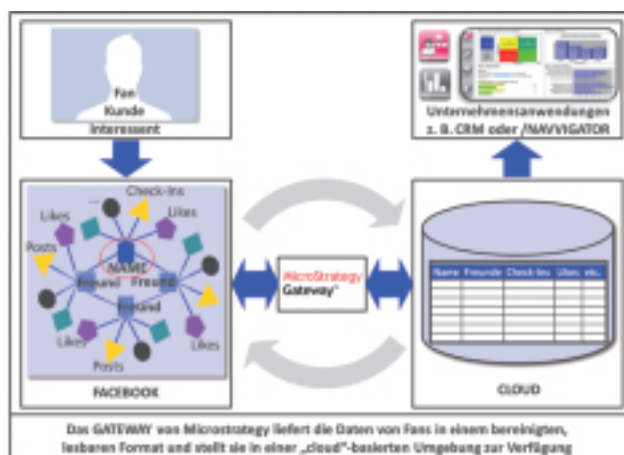 Fan
Kunde
Interessent
Unternehmensanwendungen
z. B. CRM oder /NAVVIGATOR
Check-Ins
...
Likes
Likes
Posts
NAME
Freund
Freund
Freund
Likes
Likes
Posts
FACEBOOK
MicroStrategy
Gateway
Name Freunde Check-Ins Likes etc.
CLOUD
Das GATEWAY von Microstrategy liefert die Daten von Fans in einem bereinigten,
lesbaren Format und stellt sie in einer „cloud"-basierten Umgebung zur Verfügung